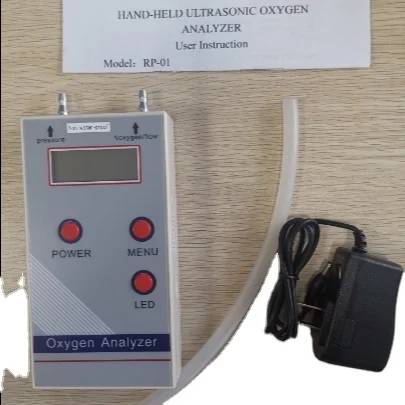 HAND-HELD ULTRASONIC OXYGEN
ANALYZER
User Instruction
Model: RP-01
pressure
%oxygen/flow
POWER
MENU
LED
Oxygen Analyzer